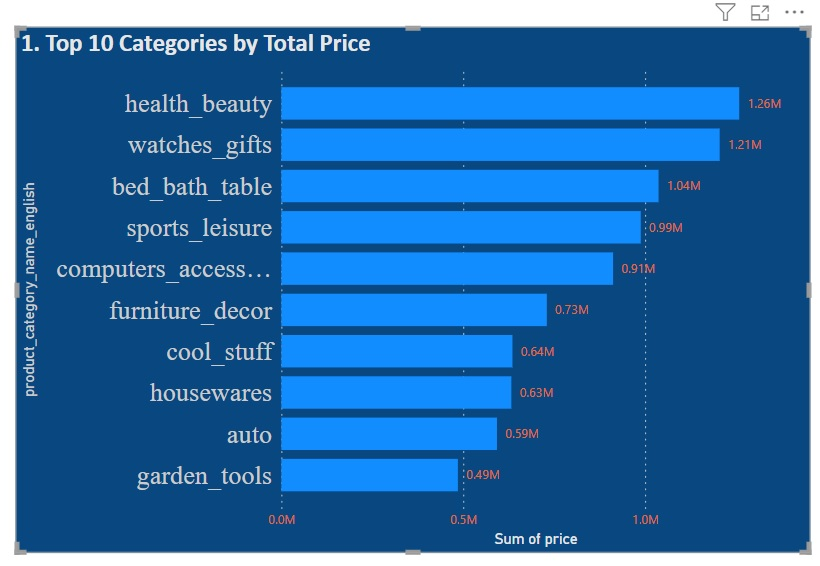 1. Top 10 Categories by Total Price
product_category_name_english
health_beauty 1.26M
watches_gifts 1.21M
bed_bath_table 1.04M
sports_leisure 0.99M
computers_access... 0.91M
furniture_decor 0.73M
cool_stuff 0.64M
housewares 0.63M
auto 0.59M
garden_tools 0.49M
0.0M 0.5M 1.0M
Sum of price